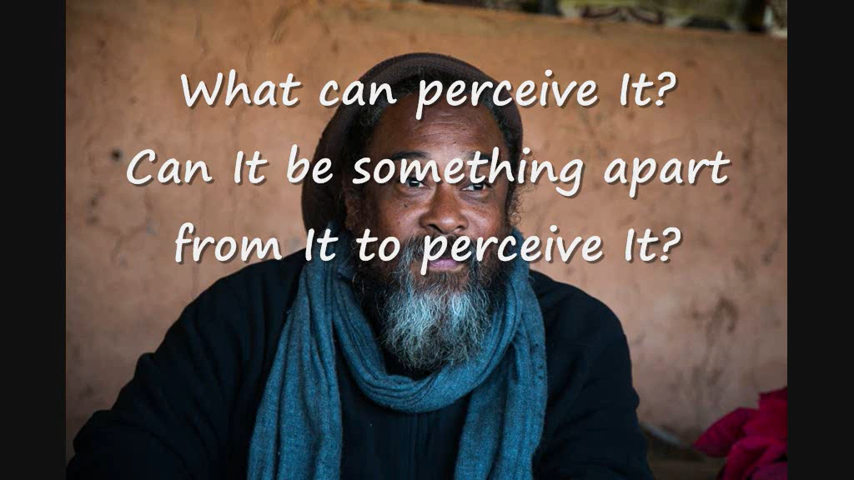 What can perceive It?
Can It be something apart
from It to perceive It?